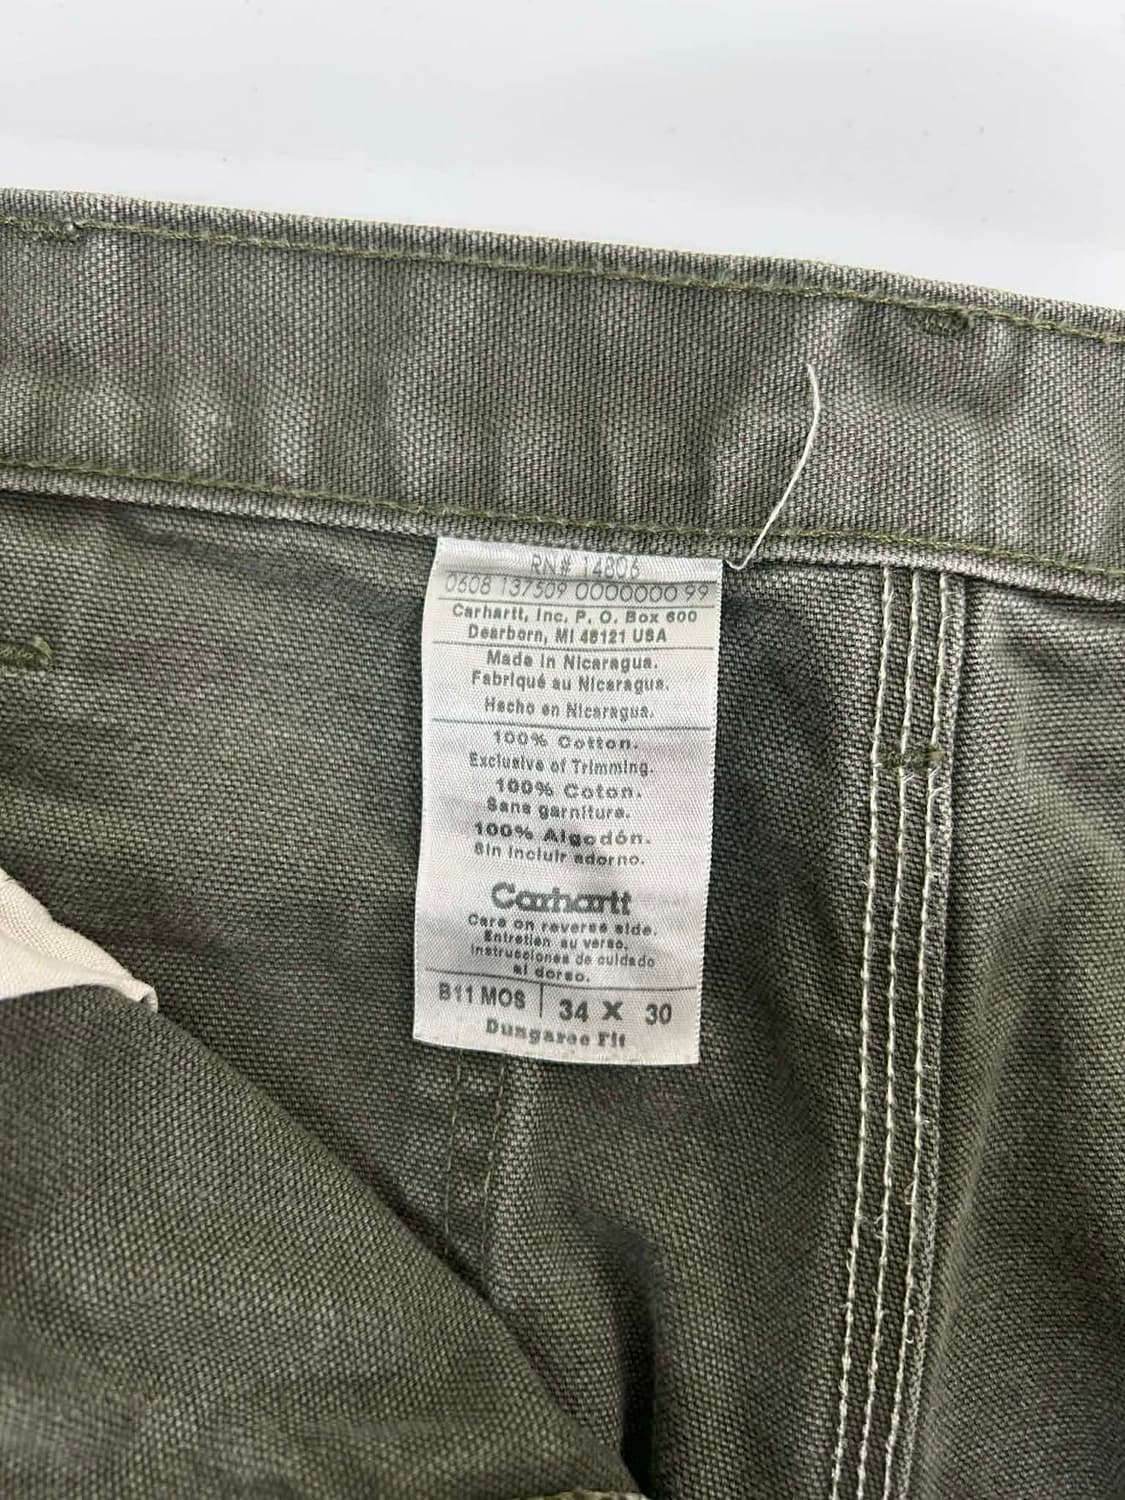 RN# 14806
0608 137509 0000000 99
Carhartt, Inc. P. O. Box 600
Dearborn, MI 48121 USA
Made in Nicaragua.
Fabriqué au Nicaragua.
Hecho en Nicaragua.
100% Cotton.
Exclusive of Trimming.
100% Coton.
Sans garniture.
100% Algodón.
Sin incluir adorno.
Carhartt
Care on reverse side.
Entretien au verso.
Instrucciones de cuidado
al dorso.
B11 MOS | 34 X 30
Dungaree Fit